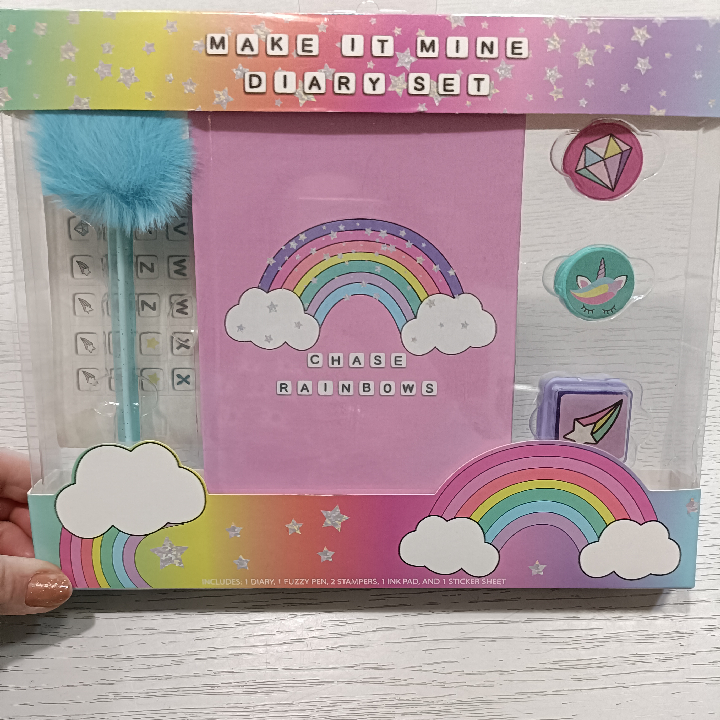 MAKE IT MINE
DIARY SET
V
W
Z
W
Z
X
X
CHASE
RAINBOWS
INCLUDES: 1 DIARY, 1 FUZZY PEN, 2 STAMPERS, 1 INK PAD, AND 1 STICKER SHEET